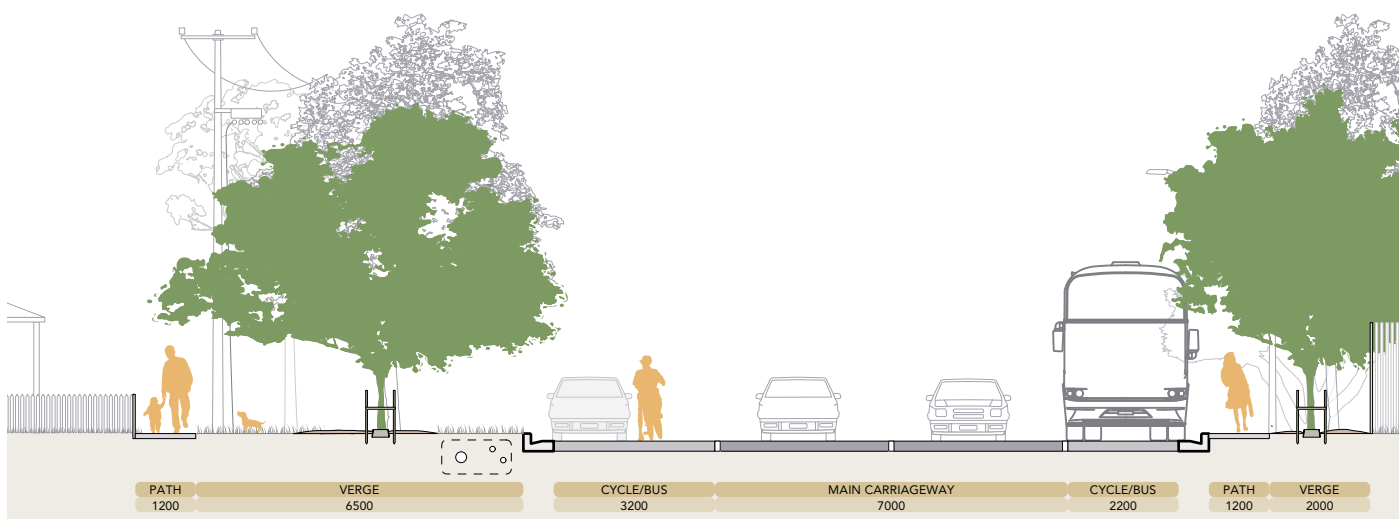 PATH VERGE CYCLE/BUS MAIN CARRIAGEWAY CYCLE/BUS PATH VERGE
1200 6500 3200 7000 2200 1200 2000